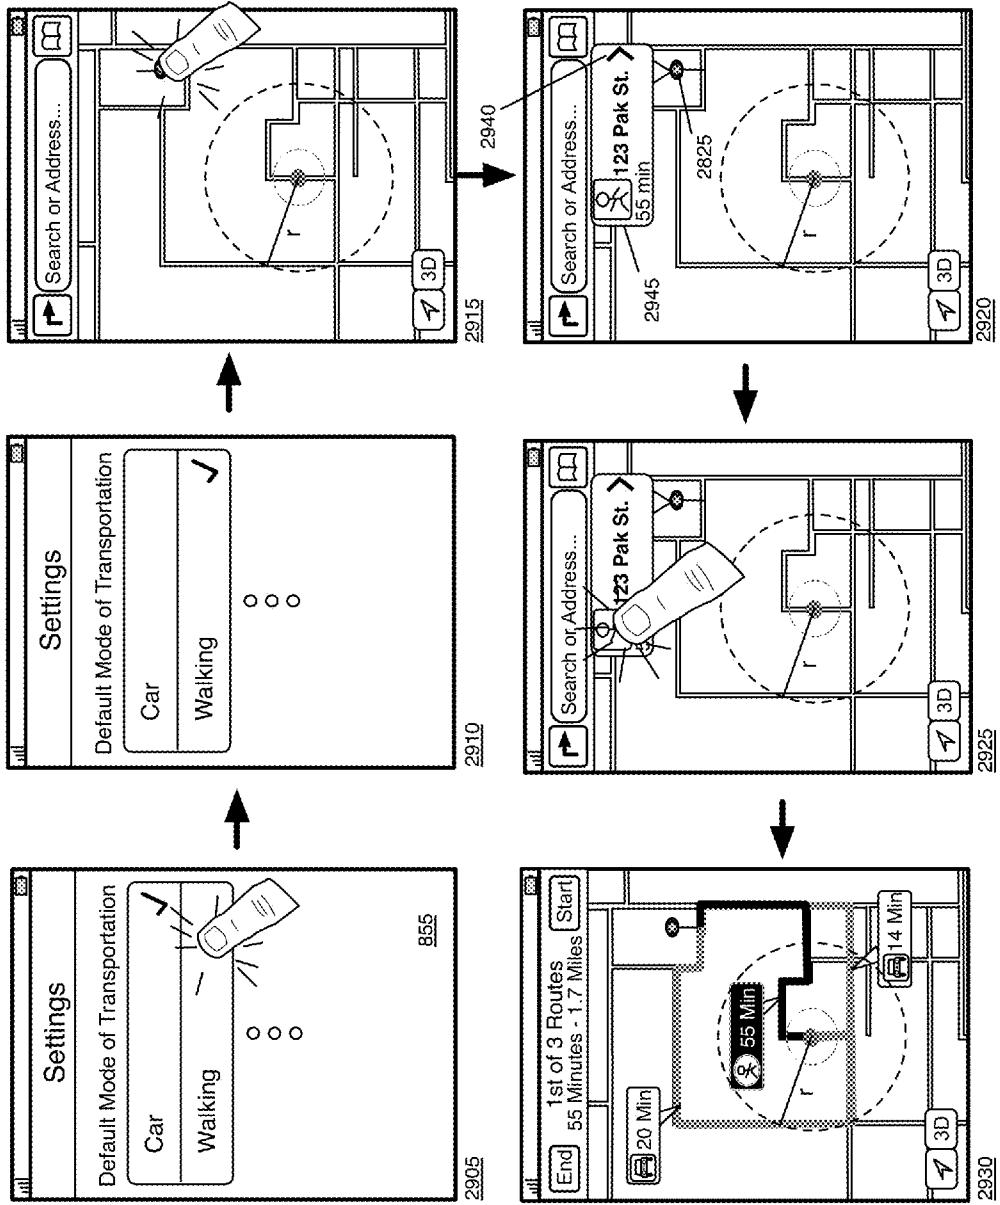 Settings
Default Mode of Transportation
Car
Walking
855
2905
Settings
Default Mode of Transportation
Car
Walking
2910
Search or Address...
r
3D
2915
Search or Address...
123 Pak St.
55 min
2940
2945
2825
r
3D
2920
Search or Address...
123 Pak St.
r
3D
2925
End
1st of 3 Routes
55 Minutes - 1.7 Miles
Start
20 Min
55 Min
14 Min
r
3D
2930